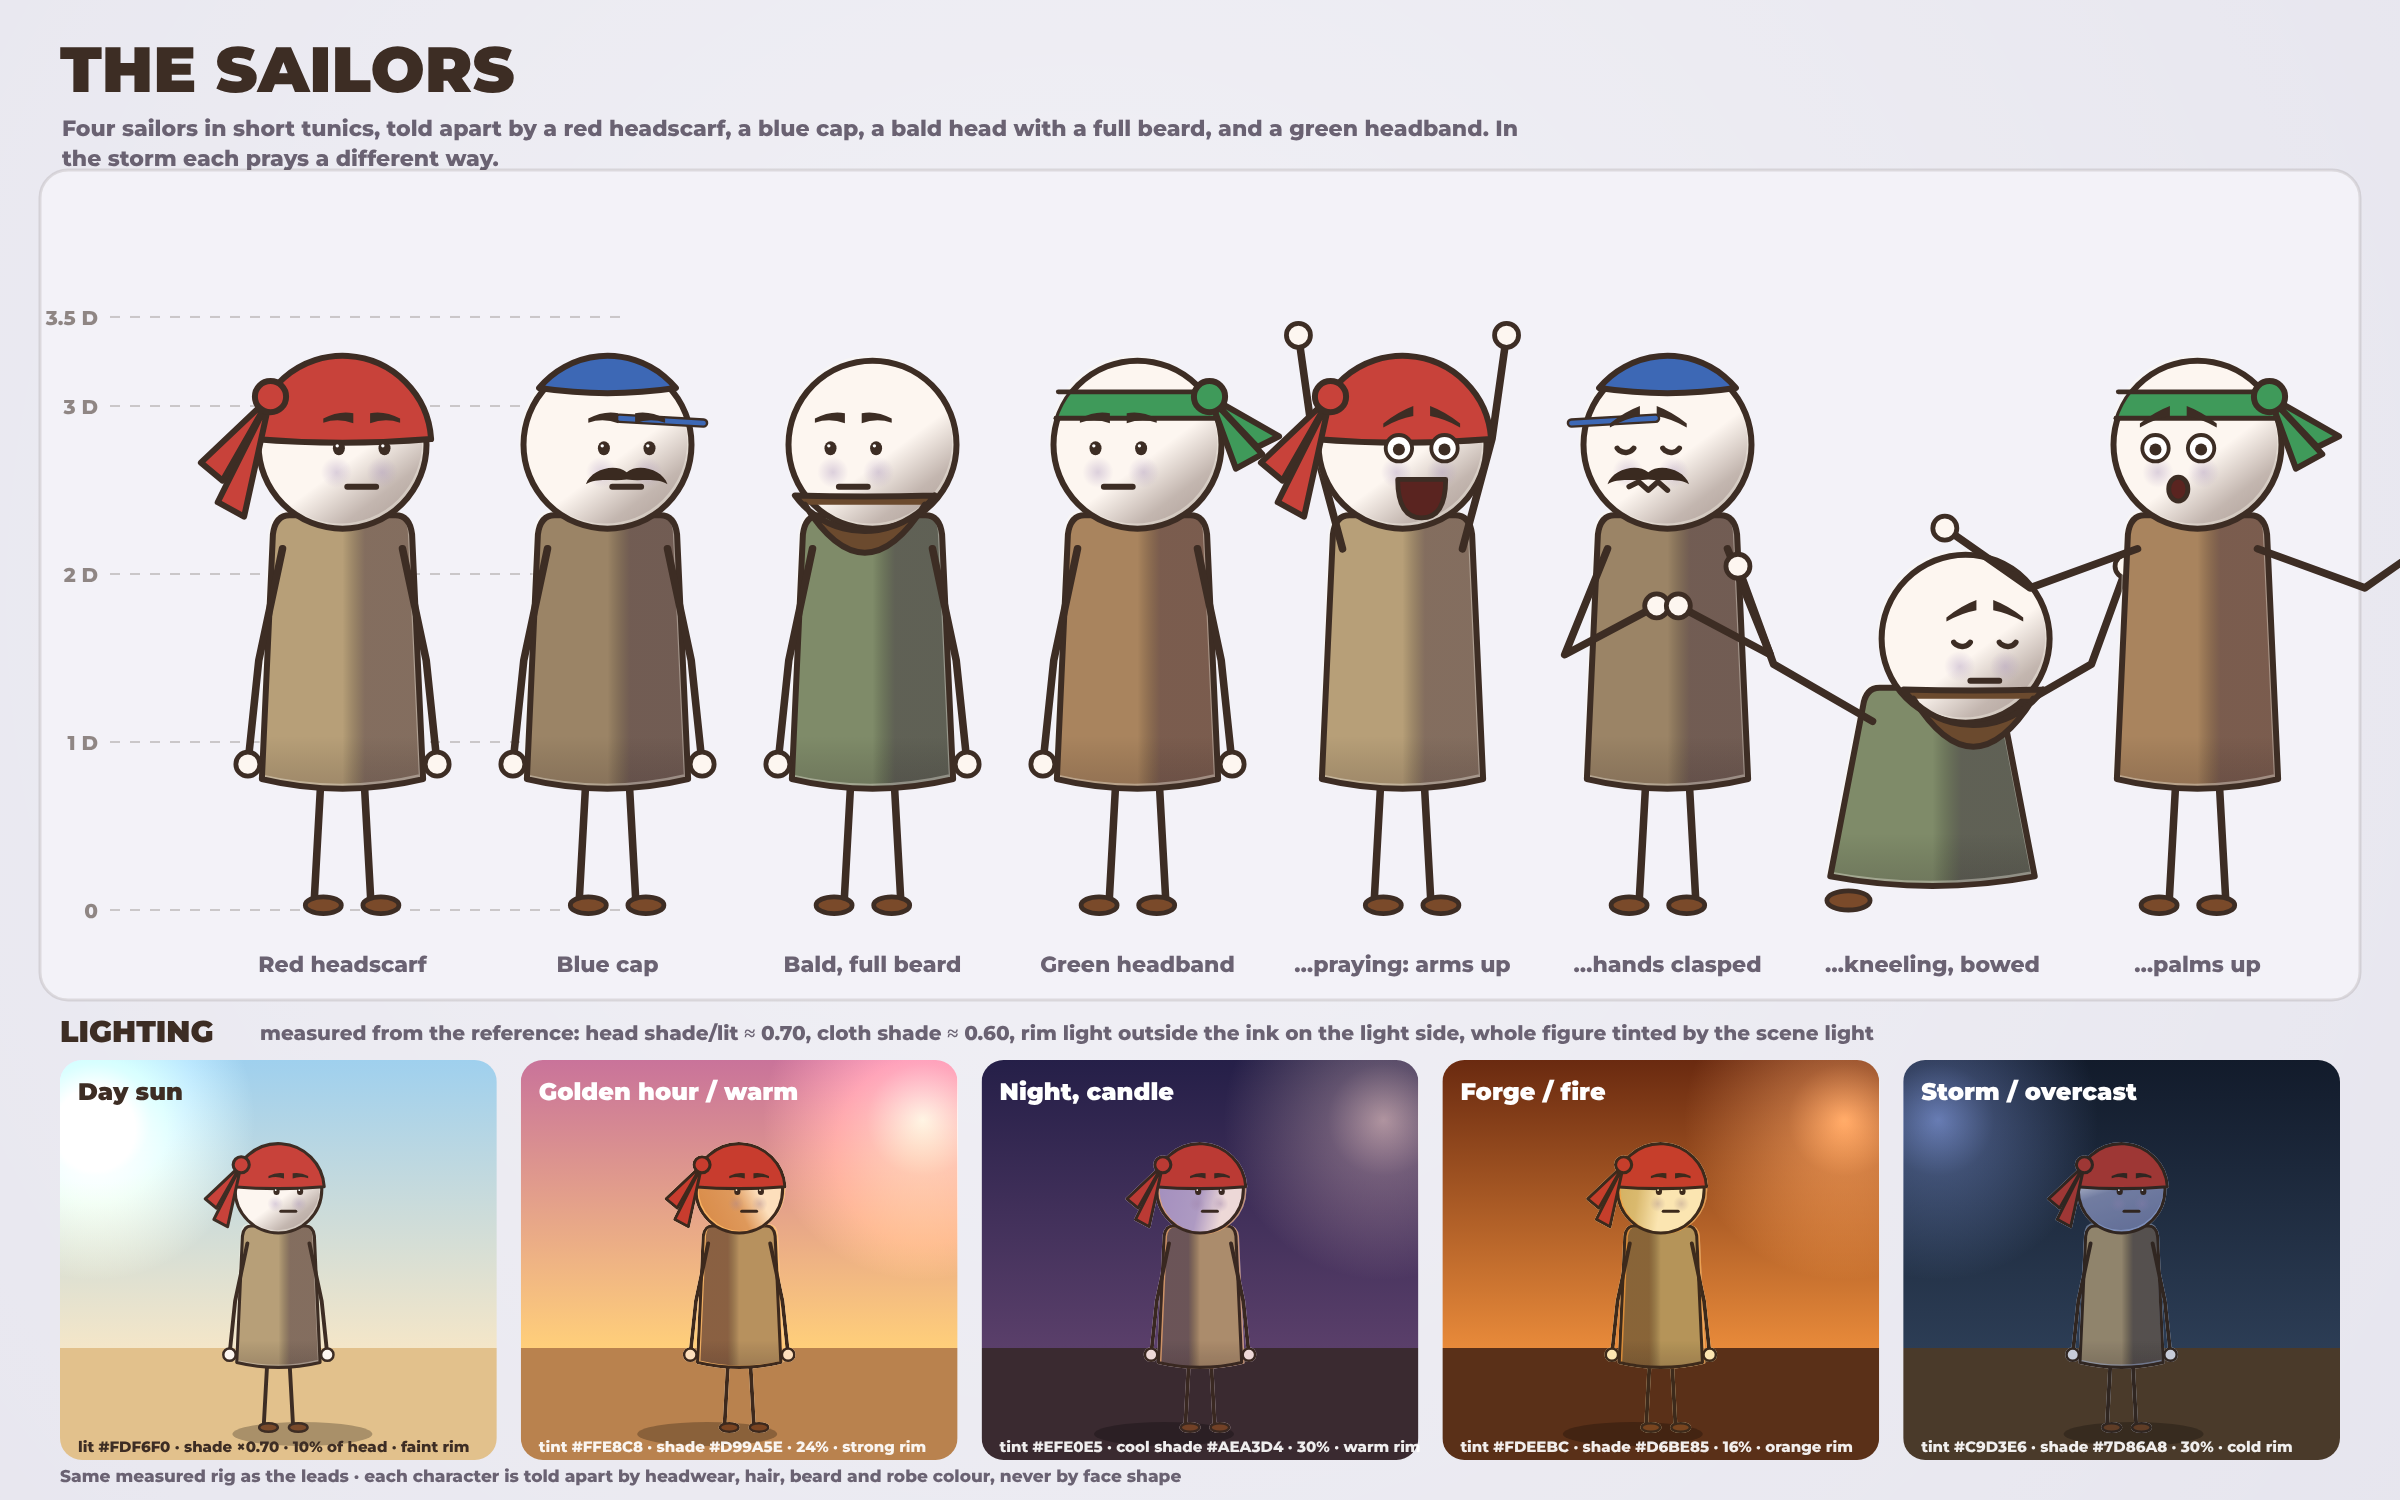 THE SAILORS
Four sailors in short tunics, told apart by a red headscarf, a blue cap, a bald head with a full beard, and a green headband. In
the storm each prays a different way.
3.5 D
3 D
2 D
1 D
0
Red headscarf
Blue cap
Bald, full beard
Green headband
...praying: arms up
...hands clasped
...kneeling, bowed
...palms up
LIGHTING
measured from the reference: head shade/lit ≈ 0.70, cloth shade ≈ 0.60, rim light outside the ink on the light side, whole figure tinted by the scene light
Day sun
Golden hour / warm
Night, candle
Forge / fire
Storm / overcast
lit #FDF6F0 · shade ×0.70 · 10% of head · faint rim
tint #FFE8C8 · shade #D99A5E · 24% · strong rim
tint #EFE0E5 · cool shade #AEA3D4 · 30% · warm rim
tint #FDEEBC · shade #D6BE85 · 16% · orange rim
tint #C9D3E6 · shade #7D86A8 · 30% · cold rim
Same measured rig as the leads · each character is told apart by headwear, hair, beard and robe colour, never by face shape